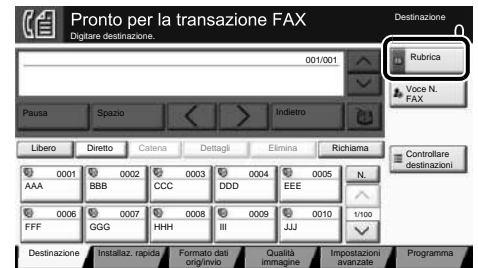 Pronto per la transazione FAX
Digitare destinazione.
Destinazione
0
001/001
Rubrica
Voce N.
FAX
Pausa
Spazio
Indietro
Libero
Diretto
Catena
Dettagli
Elimina
Richiama
Controllare
destinazioni
0001
AAA
0002
BBB
0003
CCC
0004
DDD
0005
EEE
N.
0006
FFF
0007
GGG
0008
HHH
0009
III
0010
JJJ
1/100
Destinazione
Installaz. rapida
Formato dati
orig/invio
Qualità
immagine
Impostazioni
avanzate
Programma